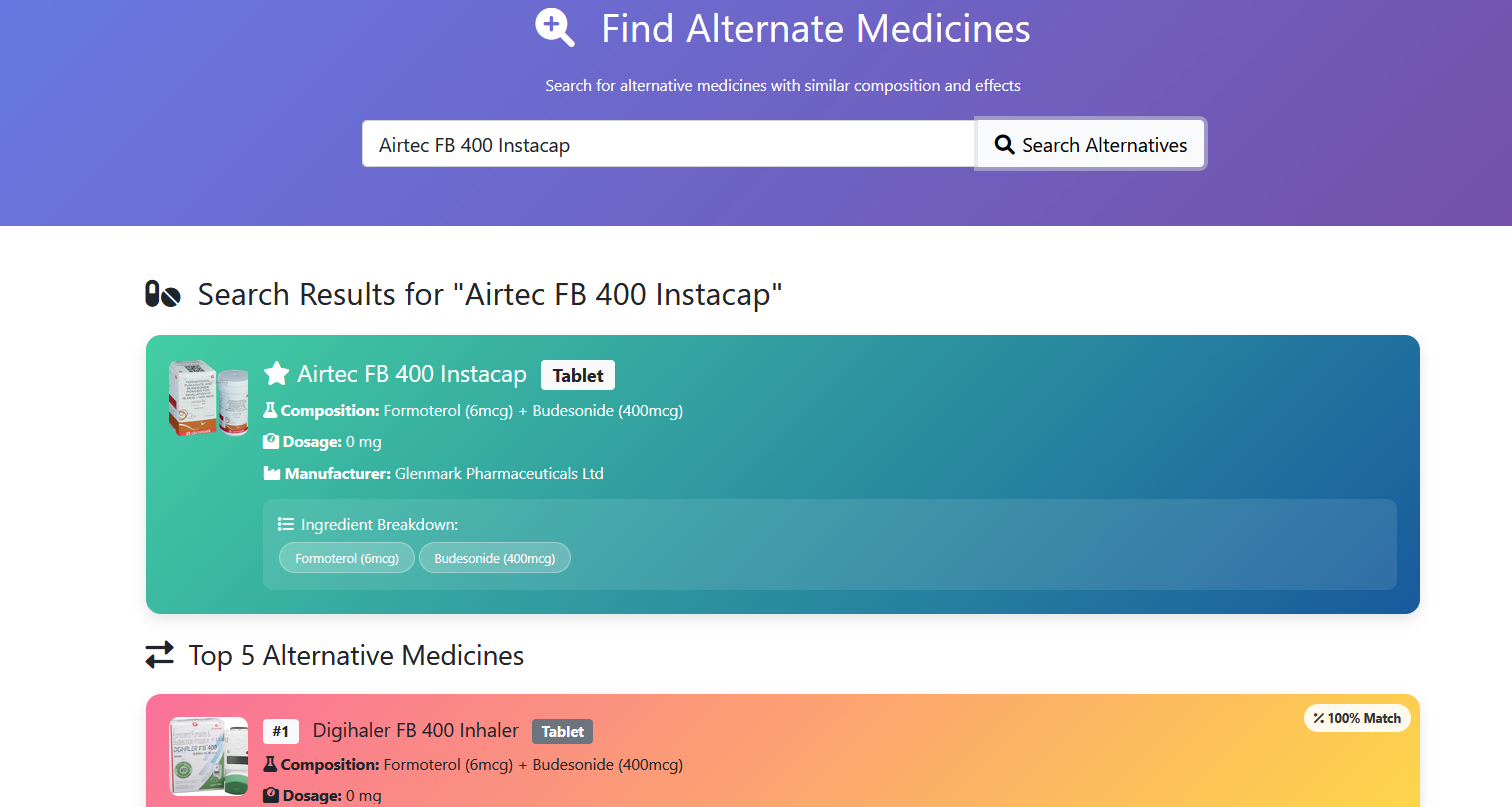 Find Alternate Medicines
Search for alternative medicines with similar composition and effects
Airtec FB 400 Instacap
Search Alternatives
Search Results for "Airtec FB 400 Instacap"
Airtec FB 400 Instacap Tablet
Composition: Formoterol (6mcg) + Budesonide (400mcg)
Dosage: 0 mg
Manufacturer: Glenmark Pharmaceuticals Ltd
Ingredient Breakdown:
Formoterol (6mcg) Budesonide (400mcg)
Top 5 Alternative Medicines
100% Match
#1 Digihaler FB 400 Inhaler Tablet
DIGIHALER FB 400
Composition: Formoterol (6mcg) + Budesonide (400mcg)
Dosage: 0 mg